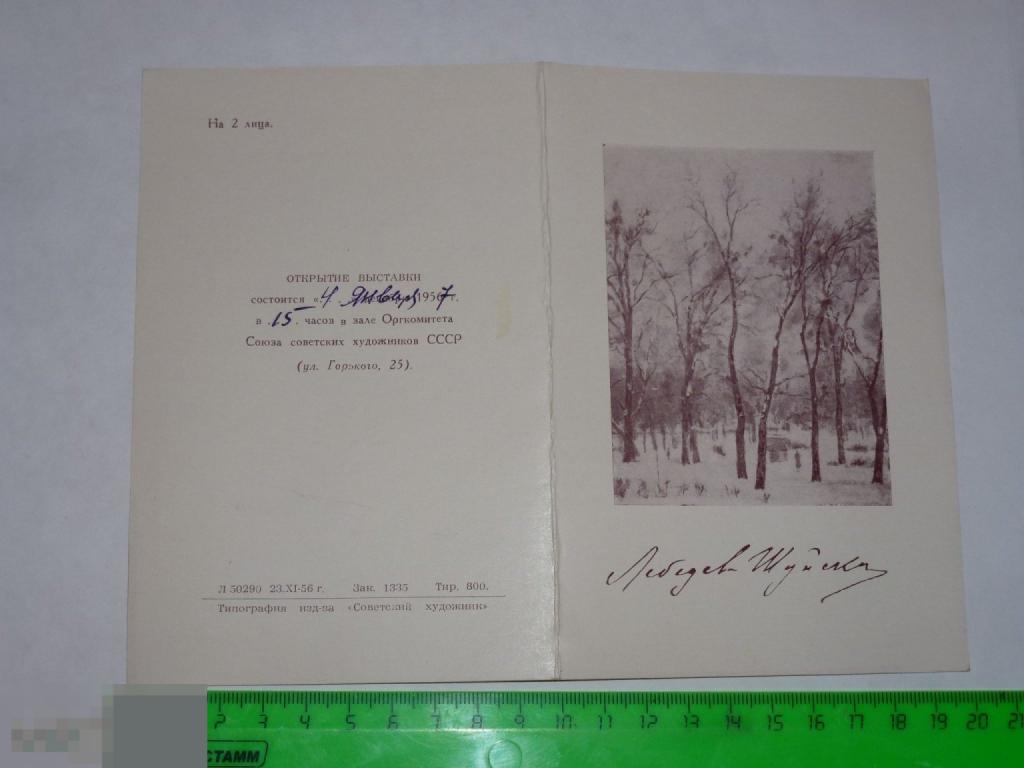 На 2 лица.
ОТКРЫТИЕ ВЫСТАВКИ
состоится «4 января 1957 г.
в 15 часов в зале Оргкомитета
Союза советских художников СССР
(ул. Горького, 25).
Л 50290 23.XI-56 г. Зак. 1335 Тир. 800.
Типография изд-ва «Советский художник»
Лебедев Шуйский
2 3 4 5 6 7 8 9 10 11 12 13 14 15 16 17 18 19 20 21
СТАММ